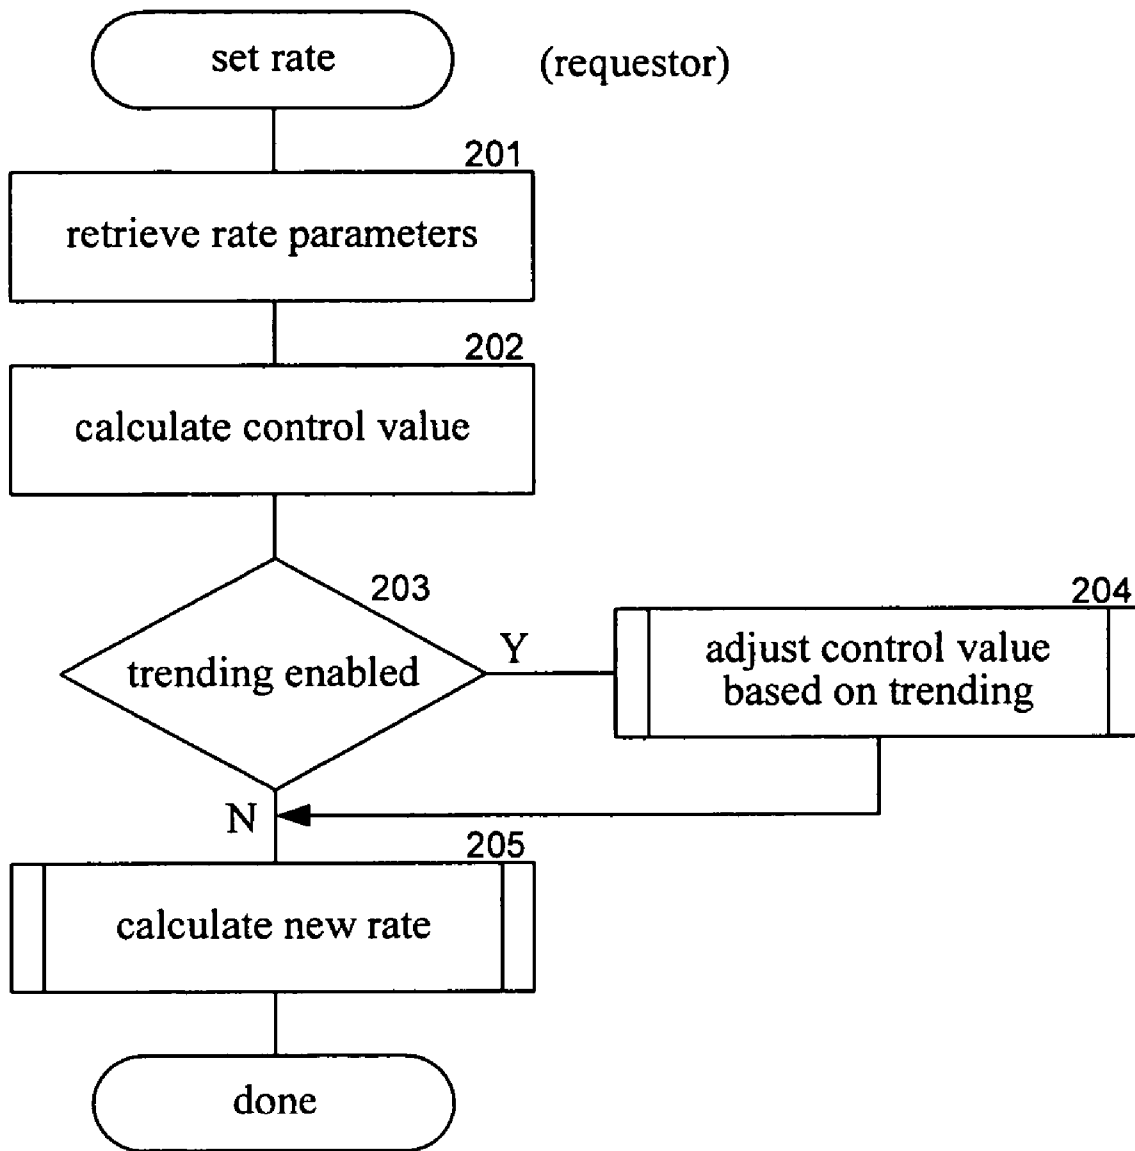 set rate
(requestor)
201
retrieve rate parameters
202
calculate control value
203
trending enabled
Y
204
adjust control value
based on trending
N
205
calculate new rate
done